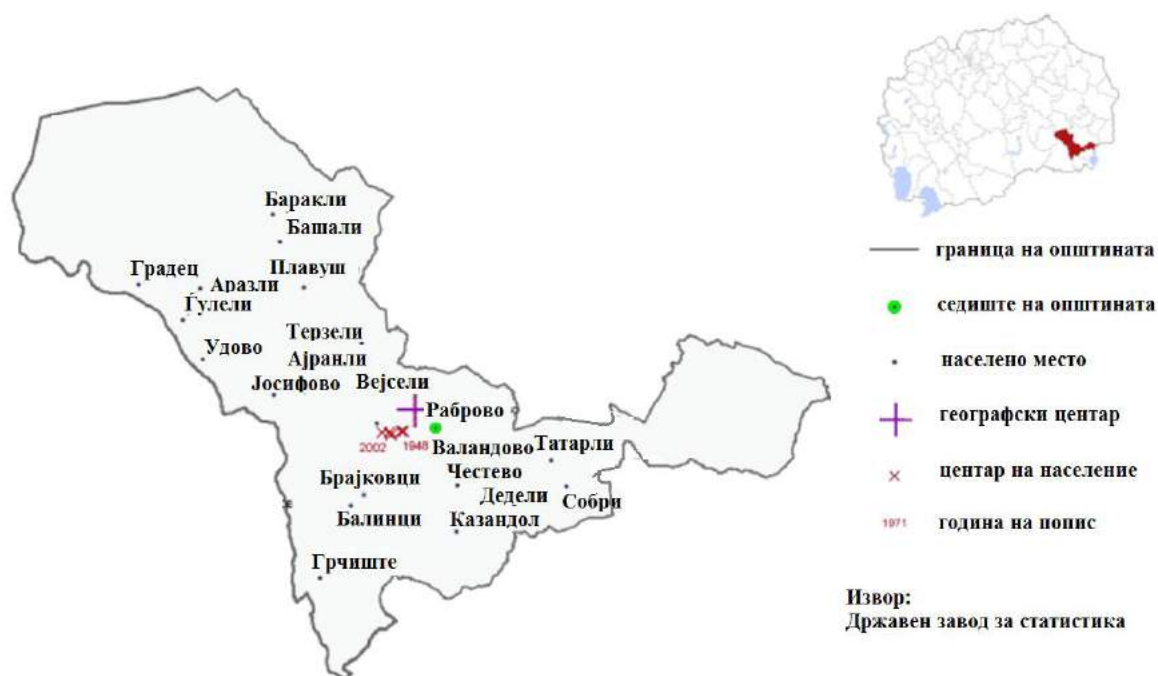 Баракли
Башали
Градец
Плавуш
Аразли
Ѓулели
Терзели
Удово
Ајранли
Јосифово
Вејсели
Раброво
2002
1948
Валандово
Татарли
Брајковци
Честево
Дедели
Собри
Балинци
Казандол
Грчиште
граница на општината
седиште на општината
населено место
географски центар
центар на население
1971
година на попис
Извор:
Државен завод за статистика